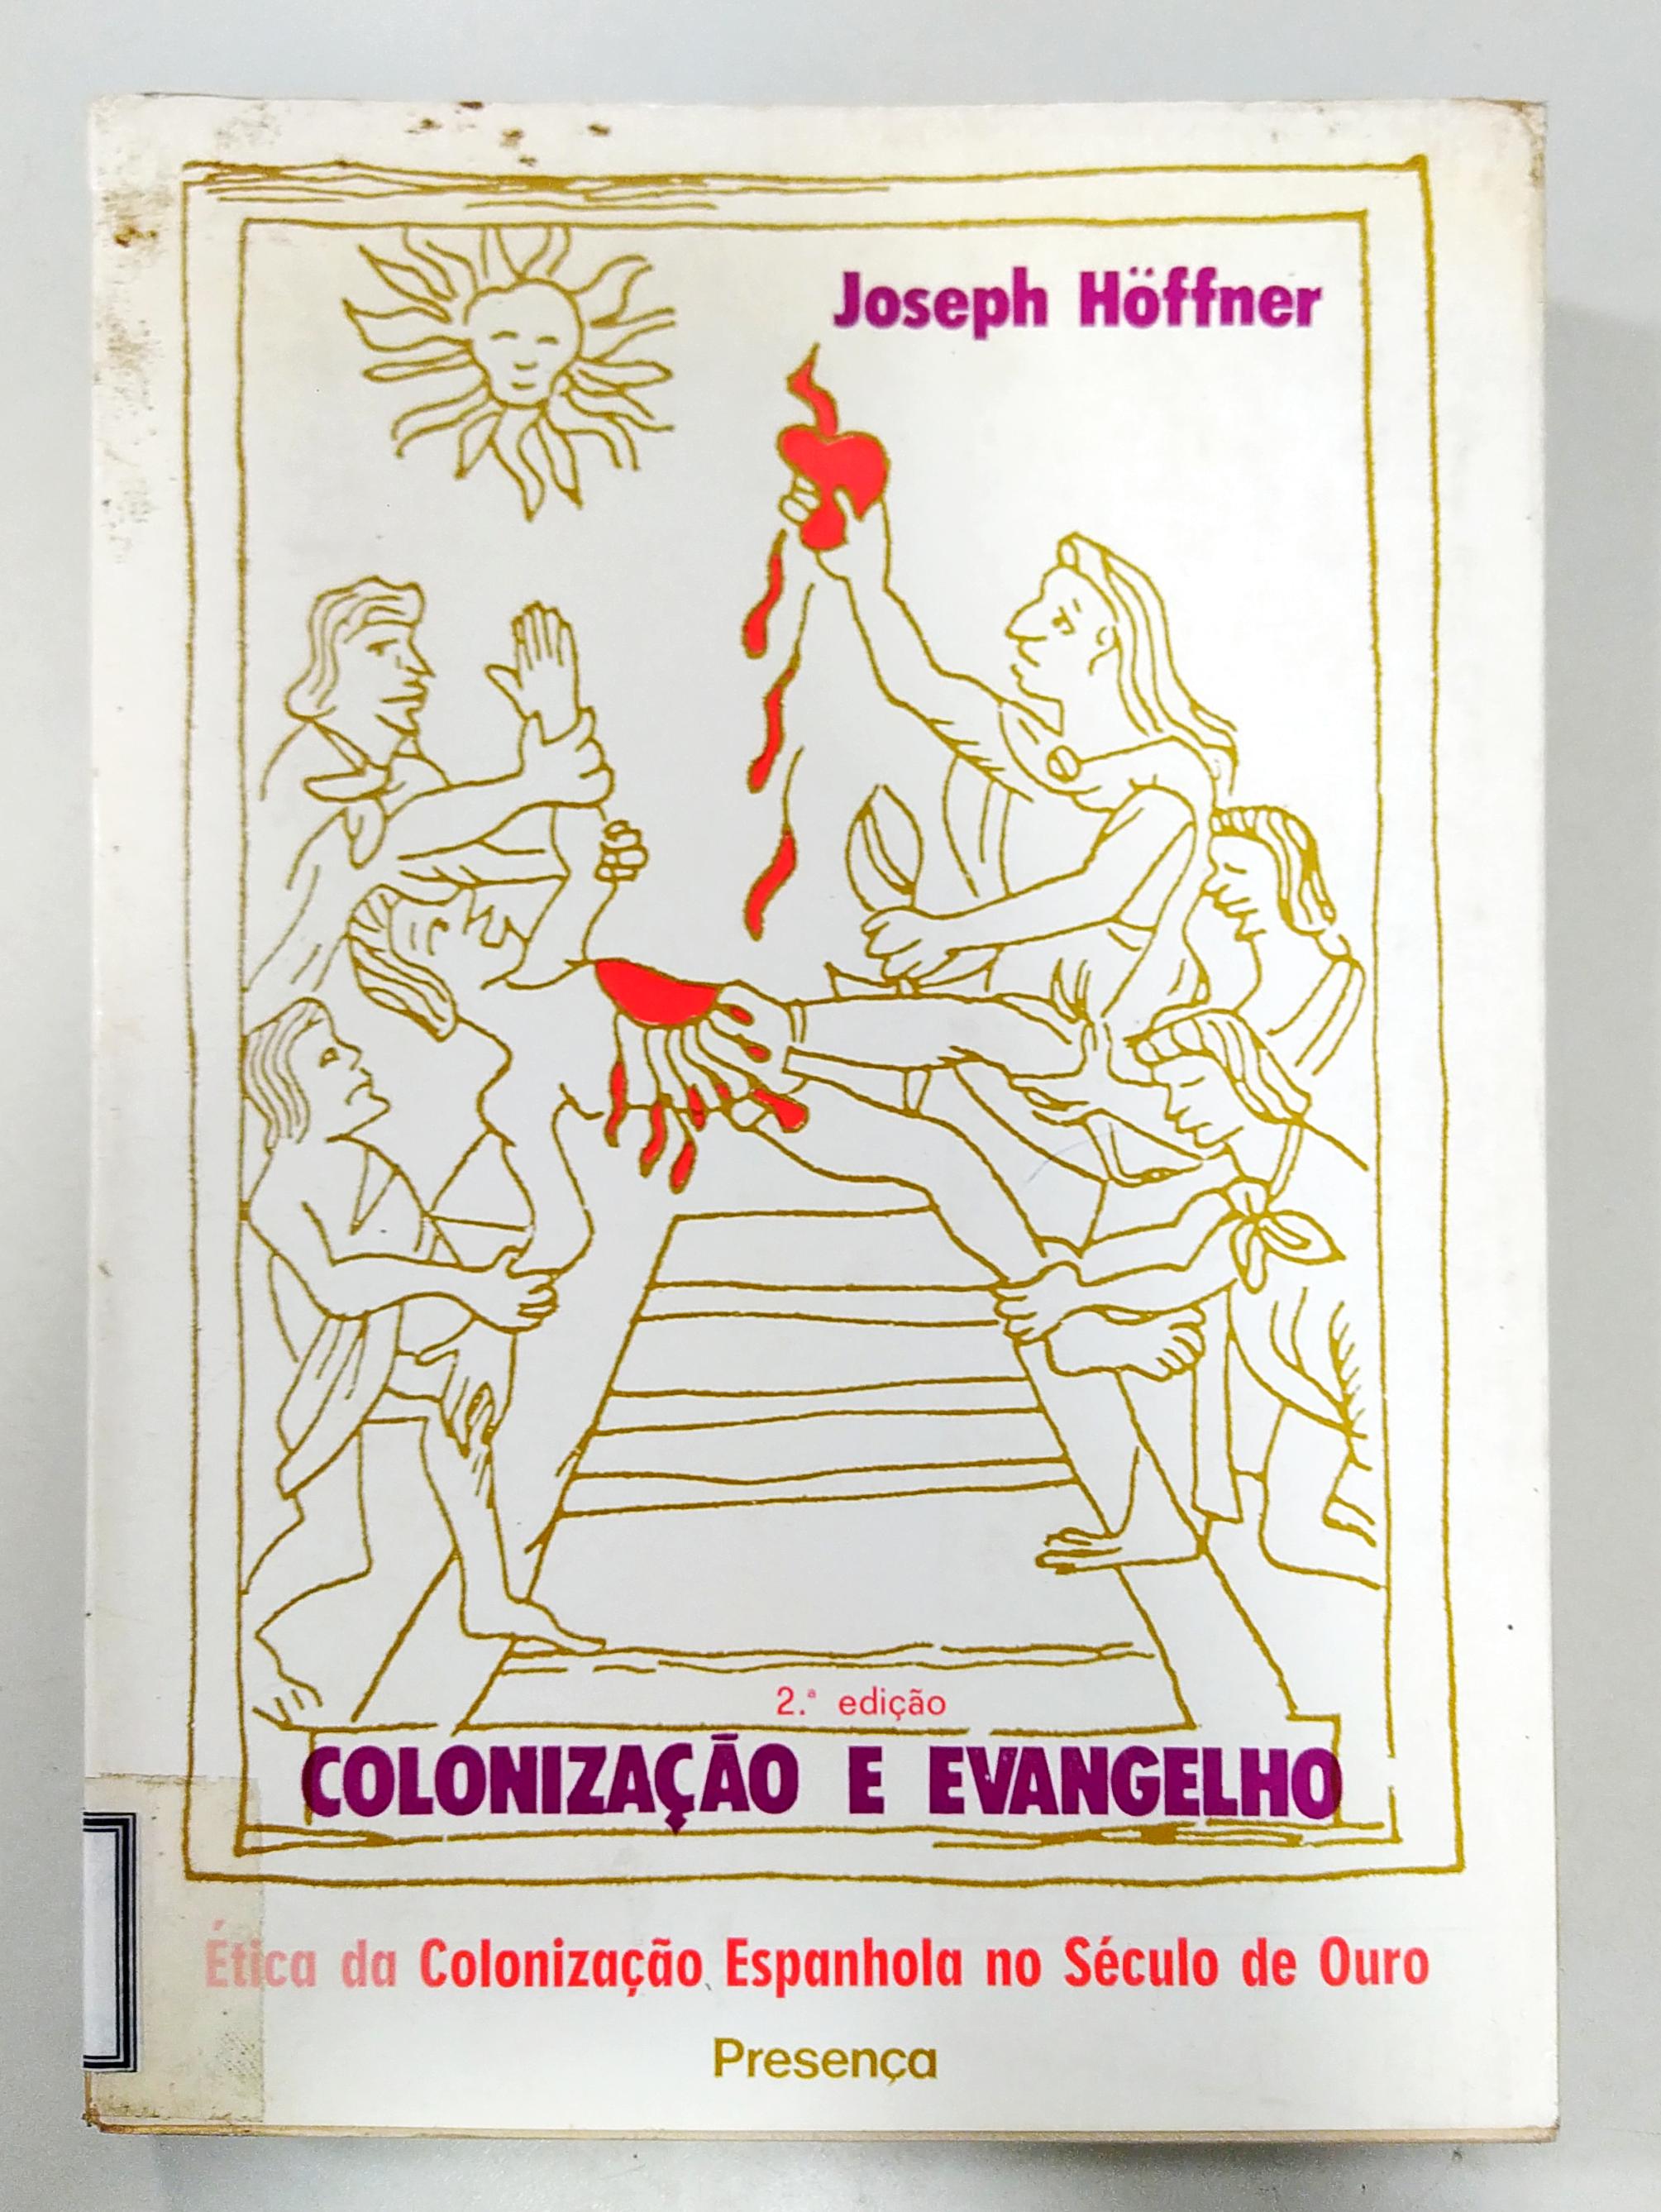 Joseph Höffner
2.ª edição
COLONIZAÇÃO E EVANGELHO
Ética da Colonização Espanhola no Século de Ouro
Presença